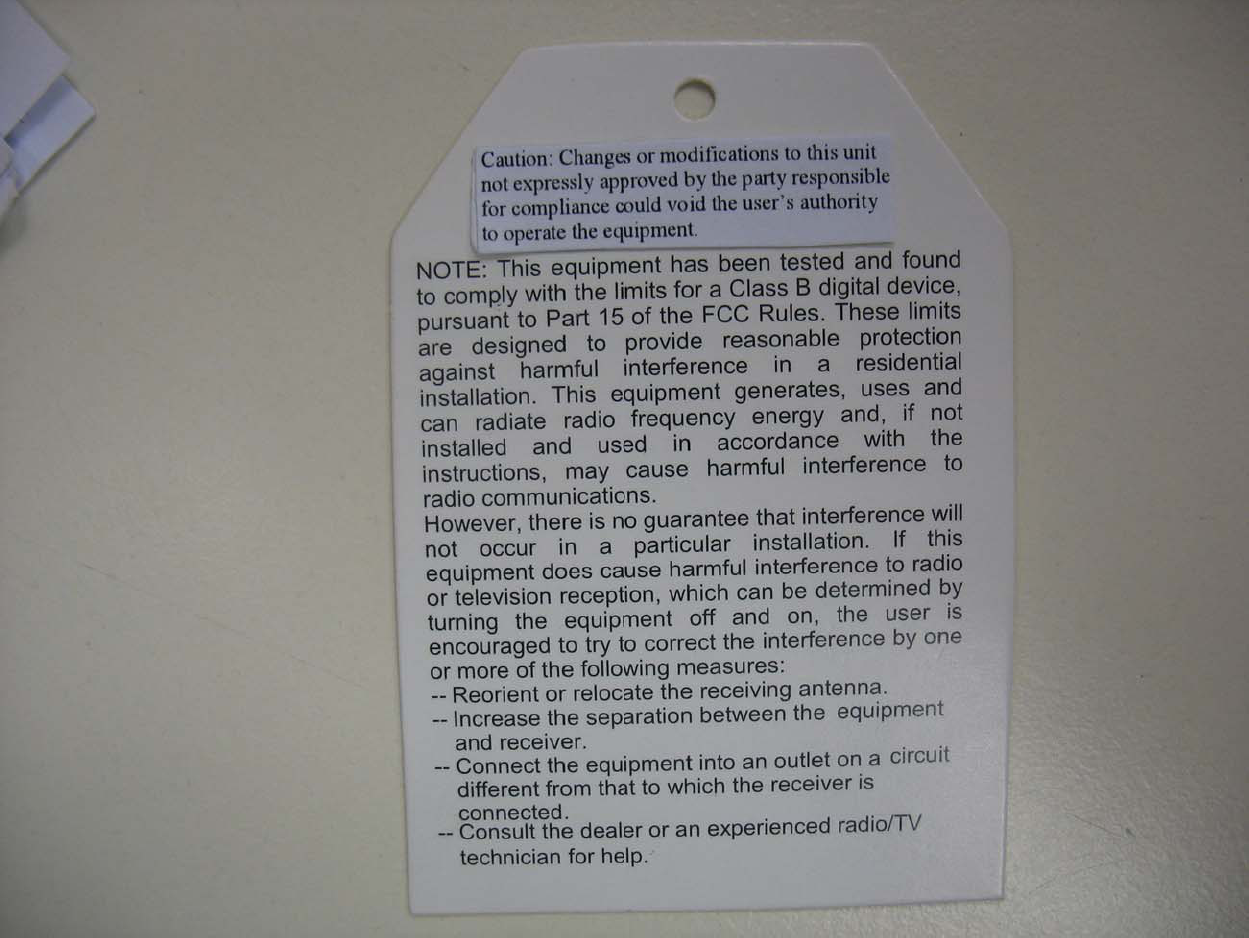 Caution: Changes or modifications to this unit
not expressly approved by the party responsible
for compliance could void the user's authority
to operate the equipment.
NOTE: This equipment has been tested and found
to comply with the limits for a Class B digital device,
pursuant to Part 15 of the FCC Rules. These limits
are designed to provide reasonable protection
against harmful interference in a residential
installation. This equipment generates, uses and
can radiate radio frequency energy and, if not
installed and used in accordance with the
instructions, may cause harmful interference to
radio communications.
However, there is no guarantee that interference will
not occur in a particular installation. If this
equipment does cause harmful interference to radio
or television reception, which can be determined by
turning the equipment off and on, the user is
encouraged to try to correct the interference by one
or more of the following measures:
-- Reorient or relocate the receiving antenna.
-- Increase the separation between the equipment
and receiver.
-- Connect the equipment into an outlet on a circuit
different from that to which the receiver is
connected.
-- Consult the dealer or an experienced radio/TV
technician for help.